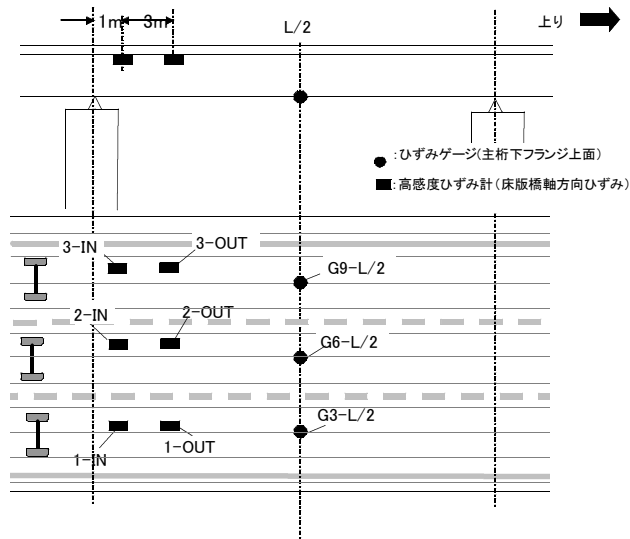 1m 3m L/2 上り
●:ひずみゲージ(主桁下フランジ上面)
■:高感度ひずみ計(床版橋軸方向ひずみ)
3-IN 3-OUT
G9-L/2
2-IN 2-OUT
G6-L/2
G3-L/2
1-IN 1-OUT